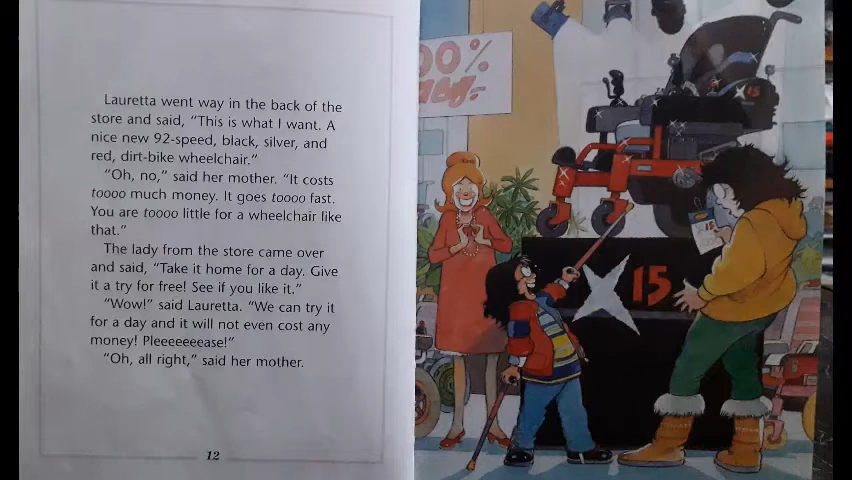 Lauretta went way in the back of the
store and said, “This is what I want. A
nice new 92-speed, black, silver, and
red, dirt-bike wheelchair.”
“Oh, no,” said her mother. “It costs
toooo much money. It goes toooo fast.
You are toooo little for a wheelchair like
that.”
The lady from the store came over
and said, “Take it home for a day. Give
it a try for free! See if you like it.”
“Wow!” said Lauretta. “We can try it
for a day and it will not even cost any
money! Pleeeeeeease!”
“Oh, all right,” said her mother.
12
00%
15
15
15